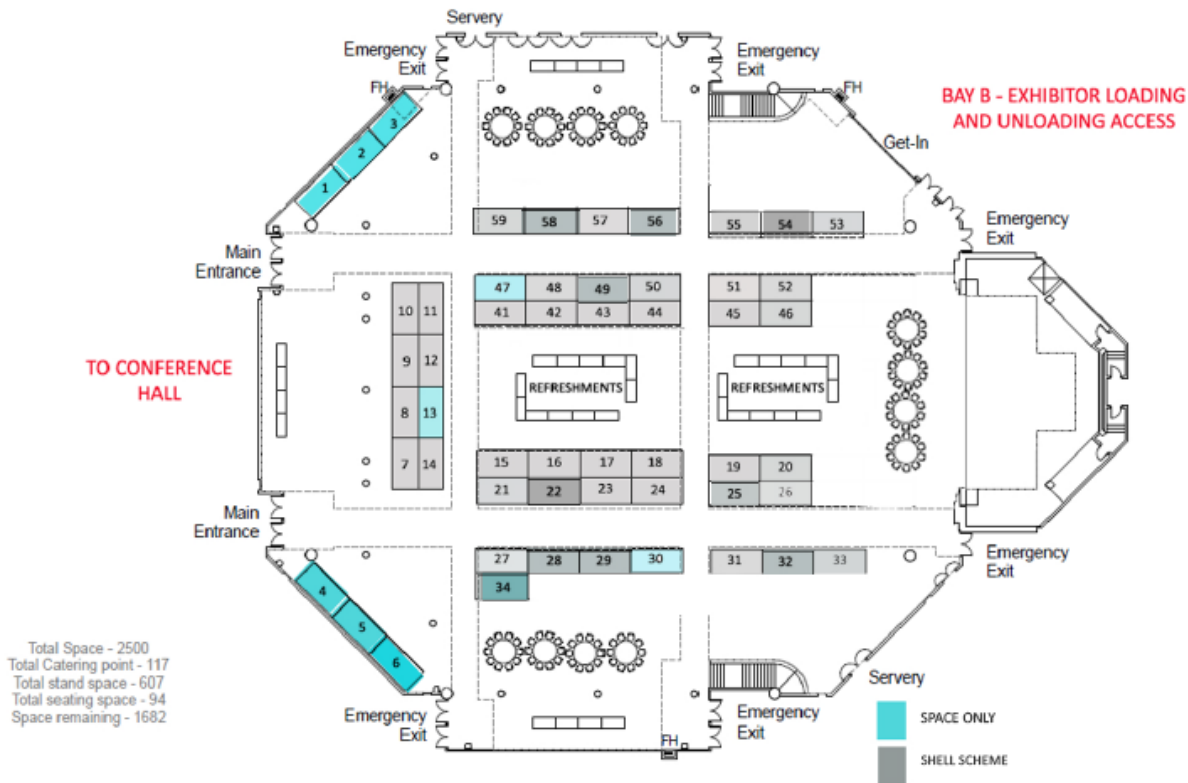 Servery
Emergency
Exit
Emergency
Exit
FH
FH
BAY B - EXHIBITOR LOADING
AND UNLOADING ACCESS
Get-In
3
2
1
59 58 57 56
55 54 53
Emergency
Exit
Main
Entrance
47 48 49 50
41 42 43 44
51 52
45 46
10 11
9 12
8 13
7 14
TO CONFERENCE
HALL
REFRESHMENTS
REFRESHMENTS
15 16 17 18
21 22 23 24
19 20
25 26
Main
Entrance
27 28 29 30
34
31 32 33
Emergency
Exit
4
5
6
Total Space - 2500
Total Catering point - 117
Total stand space - 607
Total seating space - 94
Space remaining - 1682
Servery
Emergency
Exit
FH
Emergency
Exit
SPACE ONLY
SHELL SCHEME